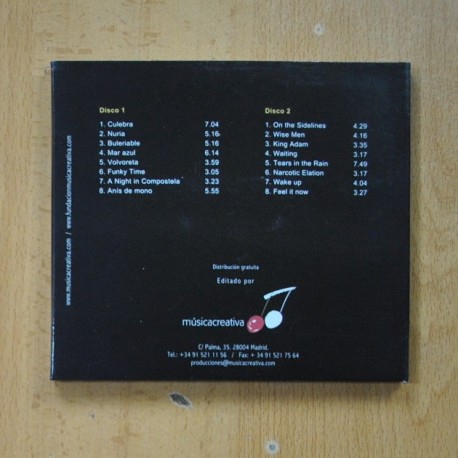 Disco 1
1. Culebra 7.04
2. Nuria 5.16
3. Buleriable 5.16
4. Mar azul 6.14
5. Volvoreta 3.59
6. Funky Time 3.05
7. A Night in Compostela 3.23
8. Anís de mono 5.55
Disco 2
1. On the Sidelines 4.29
2. Wise Men 4.16
3. King Adam 3.35
4. Waiting 3.17
5. Tears in the Rain 7.49
6. Narcotic Elation 3.17
7. Wake up 4.04
8. Feel it now 3.27
www.musicacreativa.com / www.fundacionmusicacreativa.com
Distribución gratuita
Editado por
músicacreativa
C/ Palma, 35. 28004 Madrid.
Tel.: +34 91 521 11 56 / Fax: + 34 91 521 75 64
producciones@musicacreativa.com